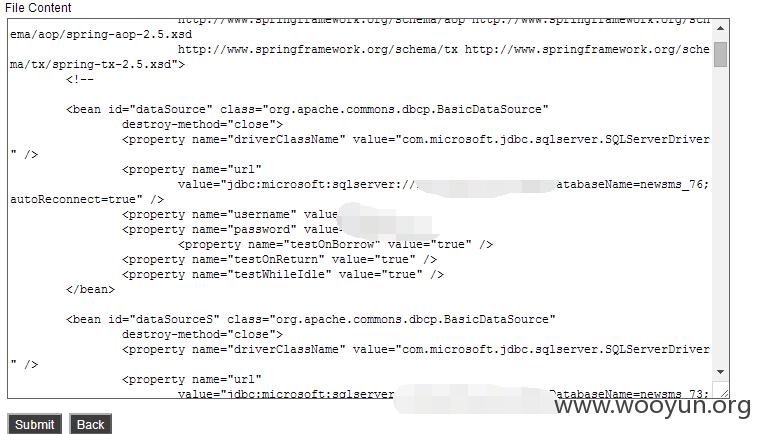 File Content
http://www.springframework.org/schema/aop http://www.springframework.org/sch
ema/aop/spring-aop-2.5.xsd
http://www.springframework.org/schema/tx http://www.springframework.org/sche
ma/tx/spring-tx-2.5.xsd">
<!--
<bean id="dataSource" class="org.apache.commons.dbcp.BasicDataSource"
destroy-method="close">
<property name="driverClassName" value="com.microsoft.jdbc.sqlserver.SQLServerDriver
" />
<property name="url"
value="jdbc:microsoft:sqlserver:// atabaseName=newsms_76;
autoReconnect=true" />
<property name="username" value
<property name="password" value
<property name="testOnBorrow" value="true" />
<property name="testOnReturn" value="true" />
<property name="testWhileIdle" value="true" />
</bean>
<bean id="dataSourceS" class="org.apache.commons.dbcp.BasicDataSource"
destroy-method="close">
<property name="driverClassName" value="com.microsoft.jdbc.sqlserver.SQLServerDriver
" />
<property name="url"
value="jdbc:microsoft:sqlserver DatabaseName=newsms_73;
www.wooyun.org
Submit Back